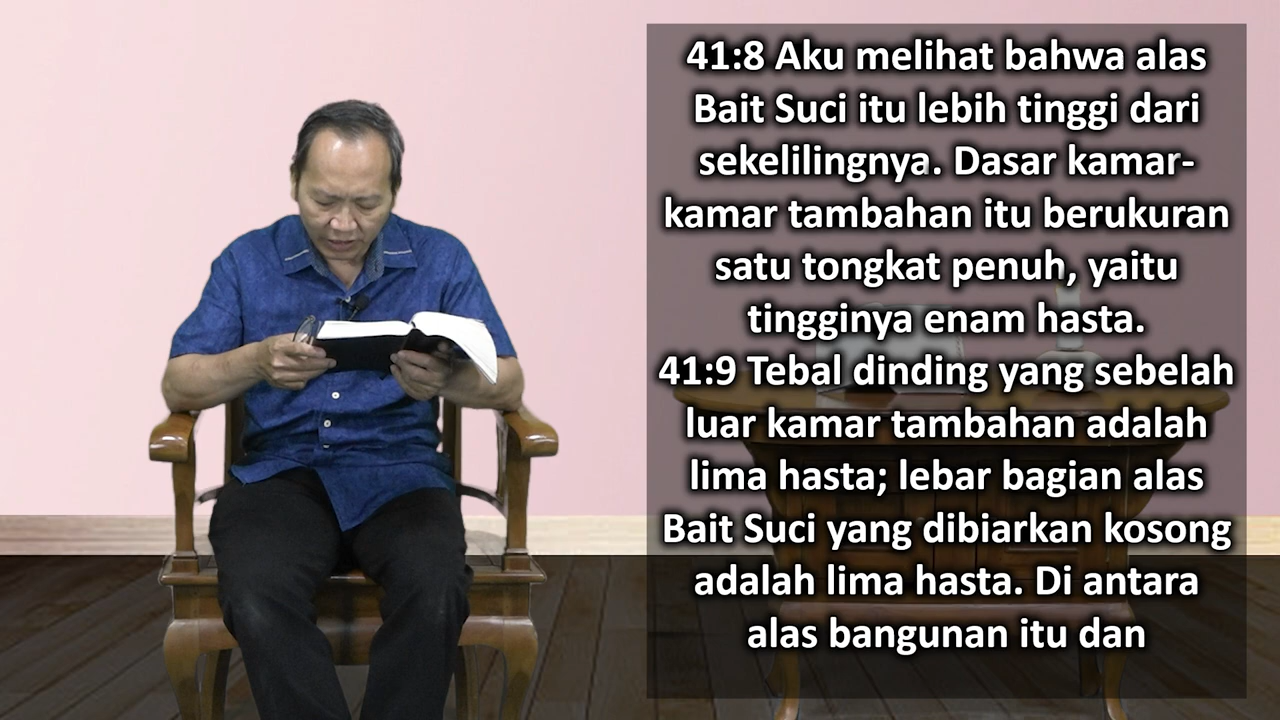 41:8 Aku melihat bahwa alas
Bait Suci itu lebih tinggi dari
sekelilingnya. Dasar kamar-
kamar tambahan itu berukuran
satu tongkat penuh, yaitu
tingginya enam hasta.
41:9 Tebal dinding yang sebelah
luar kamar tambahan adalah
lima hasta; lebar bagian alas
Bait Suci yang dibiarkan kosong
adalah lima hasta. Di antara
alas bangunan itu dan